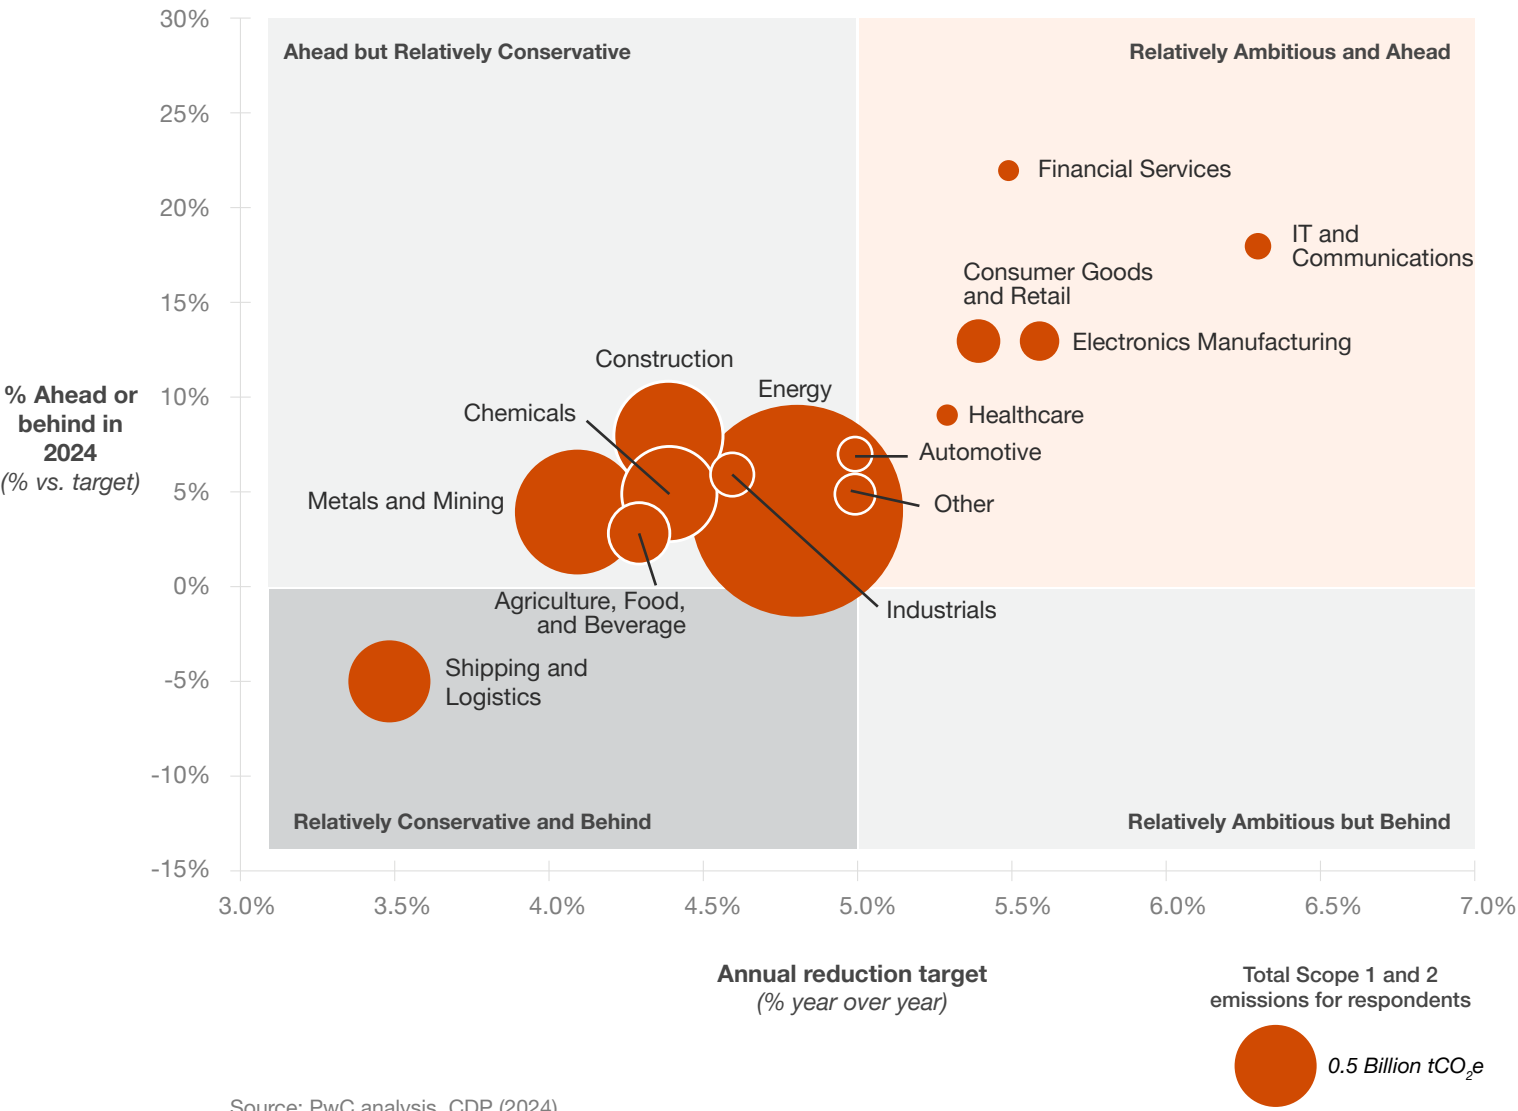 30%
Ahead but Relatively Conservative
Relatively Ambitious and Ahead
25%
Financial Services
20%
IT and
Communications
Consumer Goods
and Retail
15%
Electronics Manufacturing
Construction
Energy
% Ahead or
behind in
2024
(% vs. target)
10%
Chemicals
Healthcare
Automotive
5%
Metals and Mining
Other
0%
Agriculture, Food,
and Beverage
Industrials
-5%
Shipping and
Logistics
-10%
Relatively Conservative and Behind
Relatively Ambitious but Behind
-15%
3.0%
3.5%
4.0%
4.5%
5.0%
5.5%
6.0%
6.5%
7.0%
Annual reduction target
(% year over year)
Total Scope 1 and 2
emissions for respondents
0.5 Billion tCO2e
Source: PwC analysis, CDP (2024)